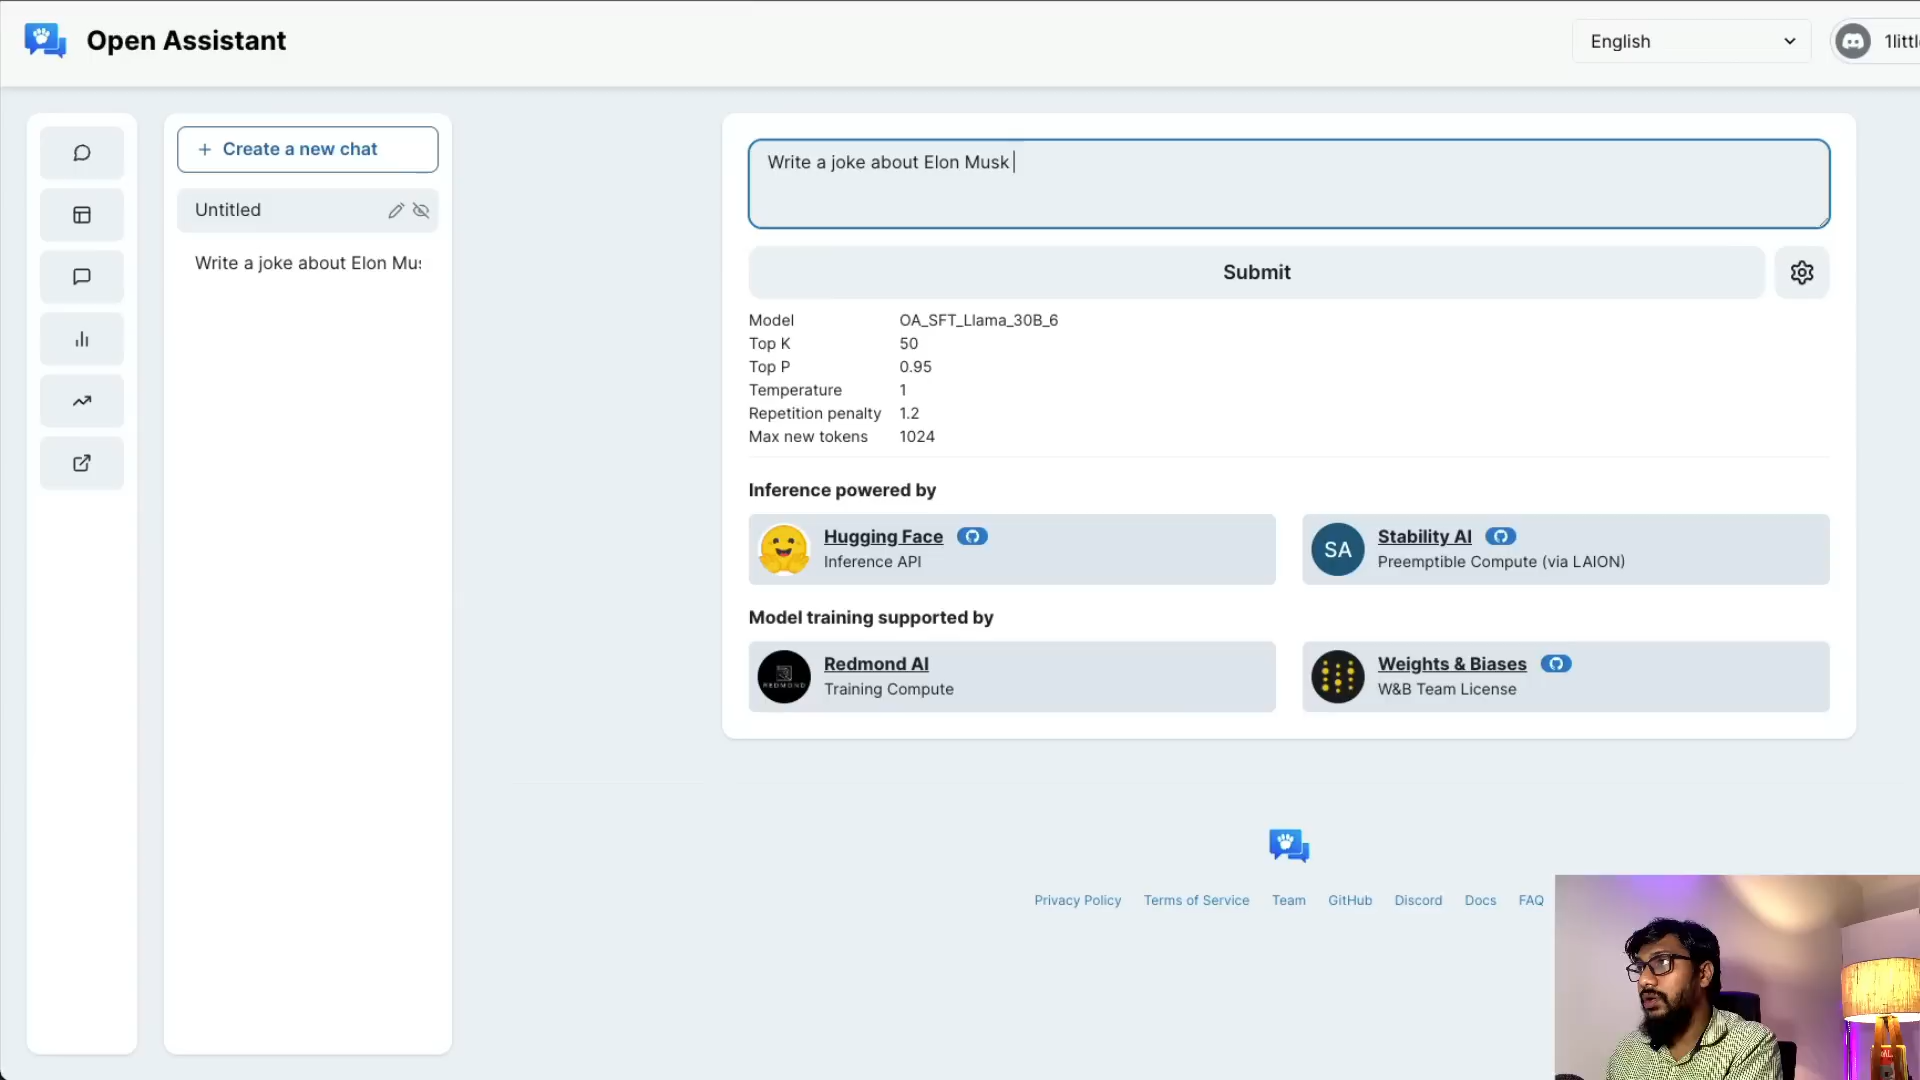 Open Assistant
English
1littl
Create a new chat
Untitled
Write a joke about Elon Mus
Write a joke about Elon Musk
Submit
Model OA_SFT_Llama_30B_6
Top K 50
Top P 0.95
Temperature 1
Repetition penalty 1.2
Max new tokens 1024
Inference powered by
Hugging Face
Inference API
SA
Stability AI
Preemptible Compute (via LAION)
Model training supported by
REDMOND
Redmond AI
Training Compute
Weights & Biases
W&B Team License
Privacy Policy Terms of Service Team GitHub Discord Docs FAQ